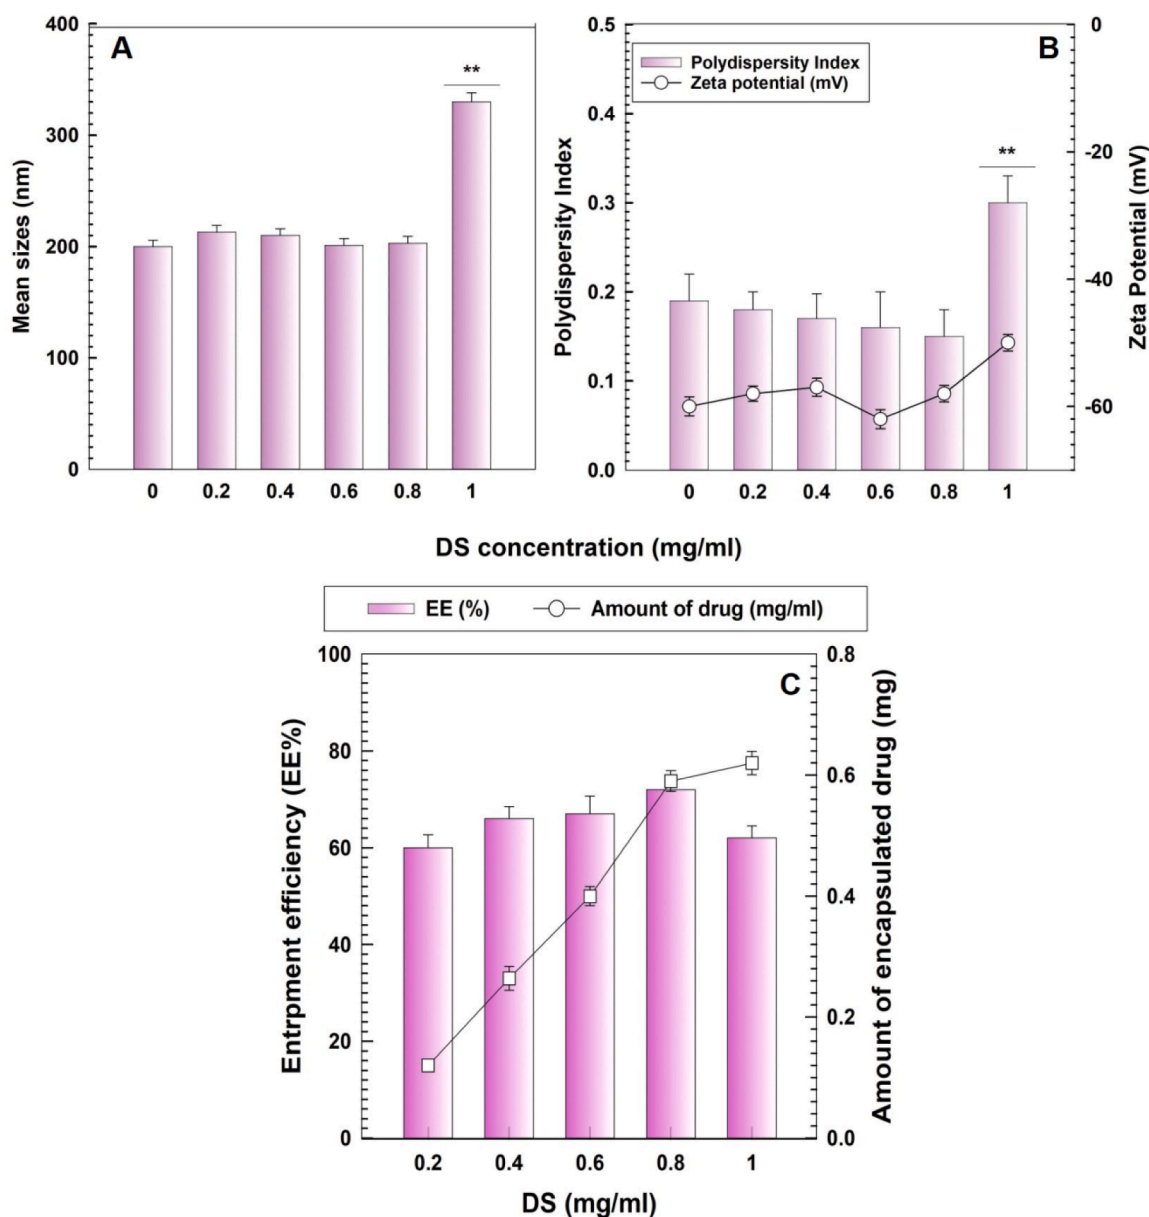 A
400
300
200
100
0
Mean sizes (nm)
**
0 0.2 0.4 0.6 0.8 1
B
0.5
0.4
0.3
0.2
0.1
0.0
Polydispersity Index
Polydispersity Index
Zeta potential (mV)
**
0
-20
-40
-60
Zeta Potential (mV)
0 0.2 0.4 0.6 0.8 1
DS concentration (mg/ml)
EE (%) Amount of drug (mg/ml)
C
100
80
60
40
20
0
Entrpment efficiency (EE%)
0.8
0.6
0.4
0.2
0.0
Amount of encapsulated drug (mg)
0.2 0.4 0.6 0.8 1
DS (mg/ml)